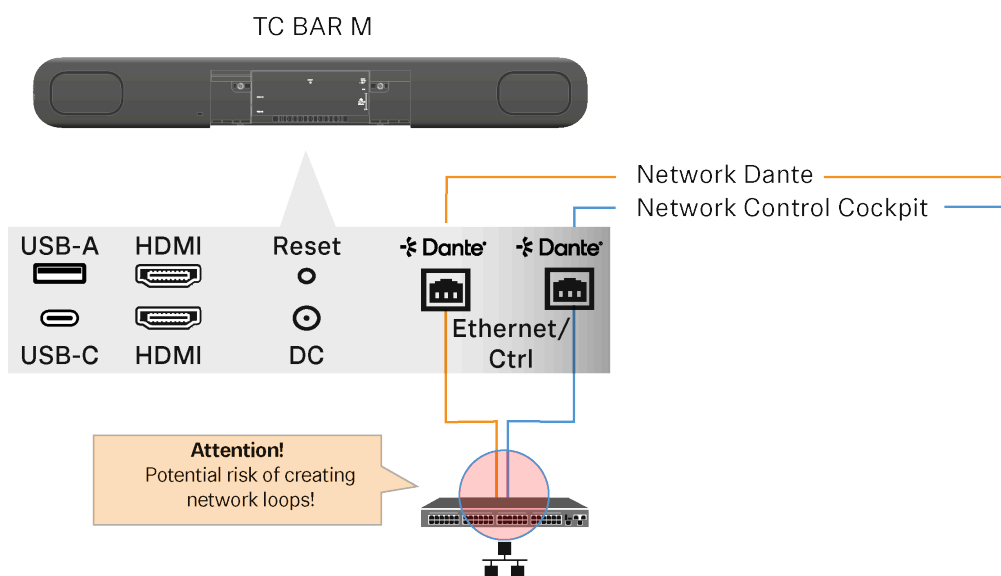 TC BAR M
Network Dante
Network Control Cockpit
USB-A HDMI Reset Dante Dante
Ethernet/
Ctrl
USB-C HDMI DC
Attention!
Potential risk of creating
network loops!